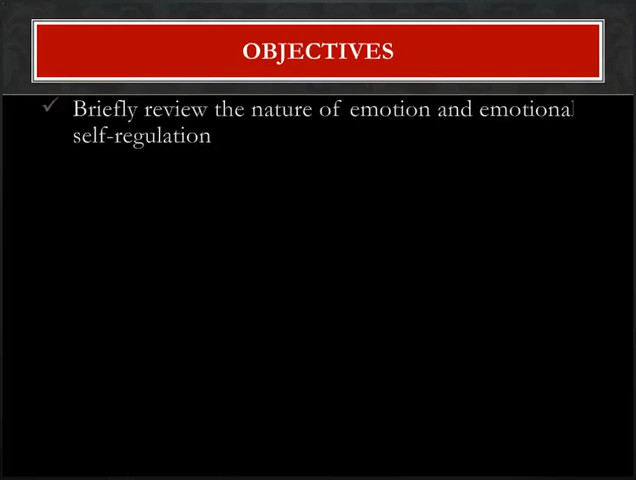 OBJECTIVES
Briefly review the nature of emotion and emotional
self-regulation